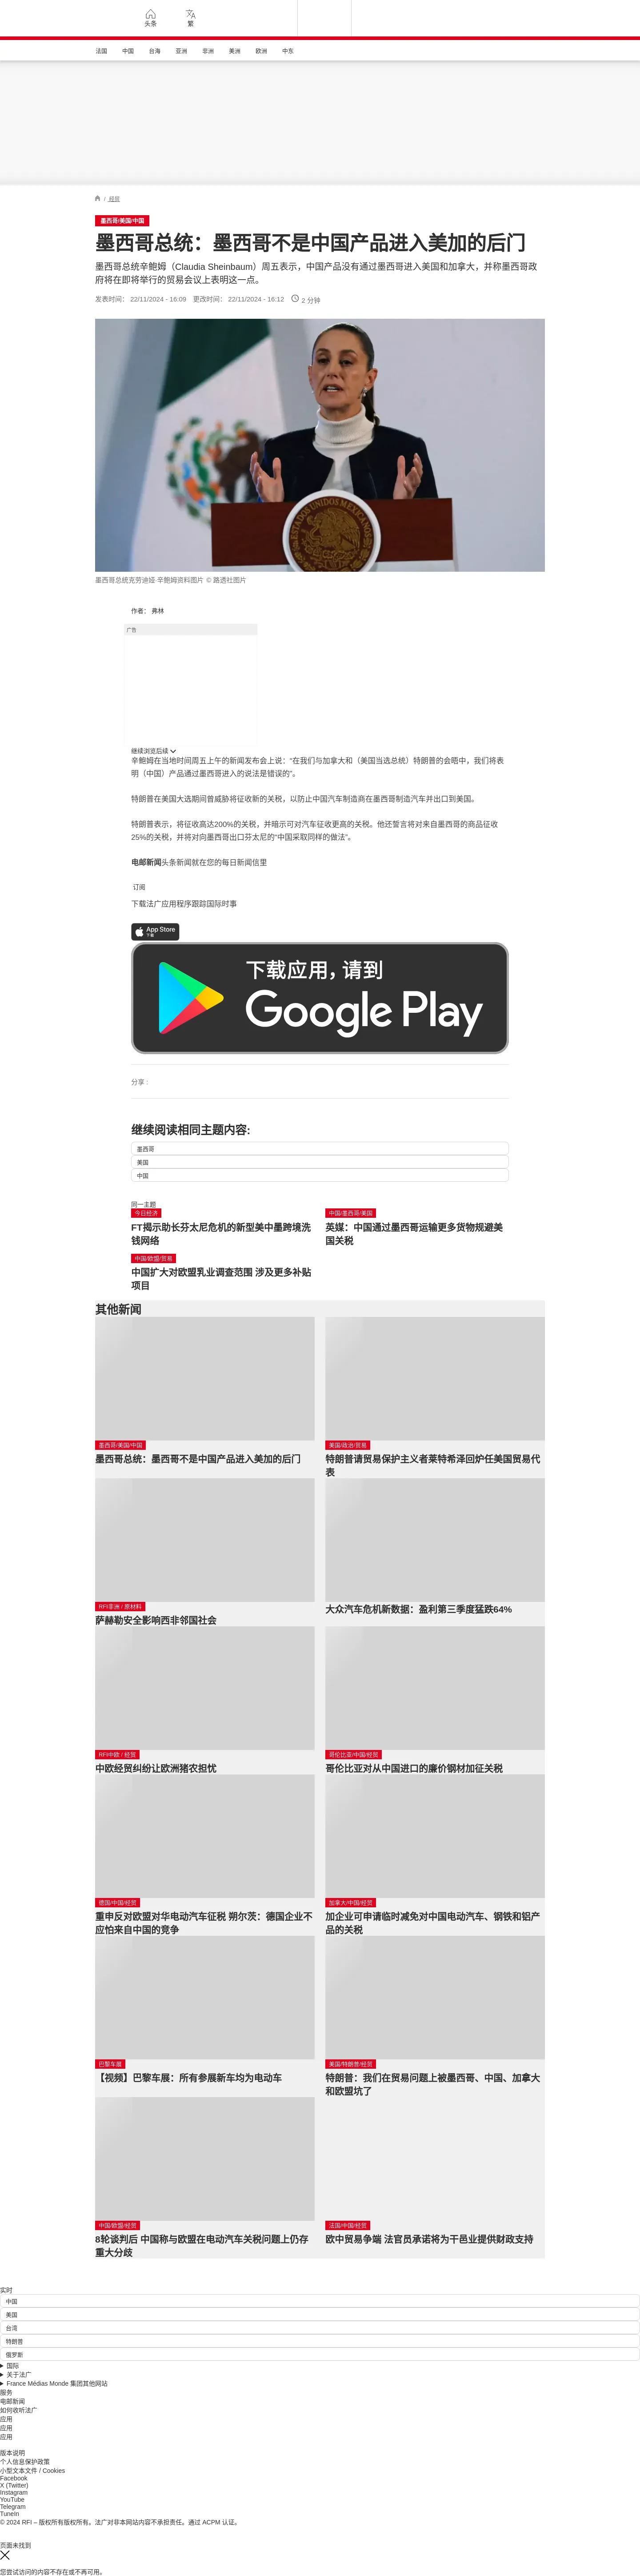 头条
繁
法国
中国
台海
亚洲
非洲
美洲
欧洲
中东
/ 经贸
墨西哥/美国/中国
墨西哥总统：墨西哥不是中国产品进入美加的后门
墨西哥总统辛鲍姆（Claudia Sheinbaum）周五表示，中国产品没有通过墨西哥进入美国和加拿大，并称墨西哥政
府将在即将举行的贸易会议上表明这一点。
发表时间： 22/11/2024 - 16:09 更改时间： 22/11/2024 - 16:12 2 分钟
墨西哥总统克劳迪娅·辛鲍姆资料图片 © 路透社图片
作者： 弗林
广告
继续浏览后续
辛鲍姆在当地时间周五上午的新闻发布会上说：“在我们与加拿大和（美国当选总统）特朗普的会晤中，我们将表
明（中国）产品通过墨西哥进入的说法是错误的”。
特朗普在美国大选期间曾威胁将征收新的关税，以防止中国汽车制造商在墨西哥制造汽车并出口到美国。
特朗普表示，将征收高达200%的关税，并暗示可对汽车征收更高的关税。他还誓言将对来自墨西哥的商品征收
25%的关税，并将对向墨西哥出口芬太尼的“中国采取同样的做法”。
电邮新闻头条新闻就在您的每日新闻信里
订阅
下载法广应用程序跟踪国际时事
App Store
下载
下载应用，请到
Google Play
分享 :
继续阅读相同主题内容:
墨西哥
美国
中国
同一主题
今日经济
FT揭示助长芬太尼危机的新型美中墨跨境洗
钱网络
中国/墨西哥/美国
英媒：中国通过墨西哥运输更多货物规避美
国关税
中国/欧盟/贸易
中国扩大对欧盟乳业调查范围 涉及更多补贴
项目
其他新闻
墨西哥/美国/中国
墨西哥总统：墨西哥不是中国产品进入美加的后门
美国/政治/贸易
特朗普请贸易保护主义者莱特希泽回炉任美国贸易代
表
RFI非洲 / 原材料
萨赫勒安全影响西非邻国社会
大众汽车危机新数据：盈利第三季度猛跌64%
RFI中欧 / 经贸
中欧经贸纠纷让欧洲猪农担忧
哥伦比亚/中国/经贸
哥伦比亚对从中国进口的廉价钢材加征关税
德国/中国/经贸
重申反对欧盟对华电动汽车征税 朔尔茨：德国企业不
应怕来自中国的竞争
加拿大/中国/经贸
加企业可申请临时减免对中国电动汽车、钢铁和铝产
品的关税
巴黎车展
【视频】巴黎车展：所有参展新车均为电动车
美国/特朗普/经贸
特朗普：我们在贸易问题上被墨西哥、中国、加拿大
和欧盟坑了
中国/欧盟/经贸
8轮谈判后 中国称与欧盟在电动汽车关税问题上仍存
重大分歧
法国/中国/经贸
欧中贸易争端 法官员承诺将为干邑业提供财政支持
实时
中国
美国
台湾
特朗普
俄罗斯
国际
关于法广
France Médias Monde 集团其他网站
服务
电邮新闻
如何收听法广
应用
应用
应用
版本说明
个人信息保护政策
小型文本文件 / Cookies
Facebook
X (Twitter)
Instagram
YouTube
Telegram
TuneIn
© 2024 RFI – 版权所有版权所有。法广对非本网站内容不承担责任。通过 ACPM 认证。
页面未找到
您尝试访问的内容不存在或不再可用。